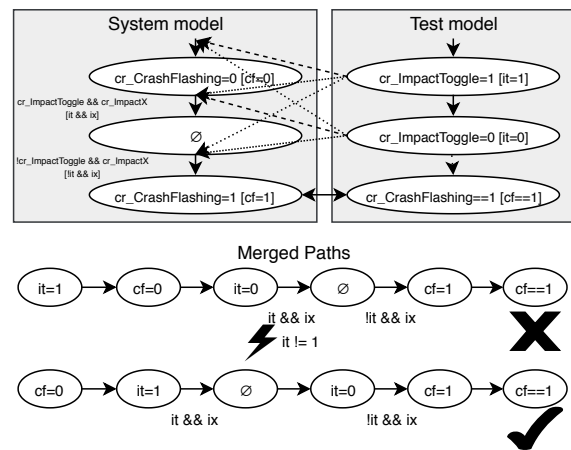 System model
Test model
cr_CrashFlashing=0 [cf=0]
cr_ImpactToggle=1 [it=1]
cr_ImpactToggle && cr_ImpactX
[it && ix]
∅
cr_ImpactToggle=0 [it=0]
!cr_ImpactToggle && cr_ImpactX
[!it && ix]
cr_CrashFlashing=1 [cf=1]
cr_CrashFlashing==1 [cf==1]
Merged Paths
it=1
cf=0
it=0
∅
cf=1
cf==1
it && ix
!it && ix
it != 1
cf=0
it=1
∅
it=0
cf=1
cf==1
it && ix
!it && ix